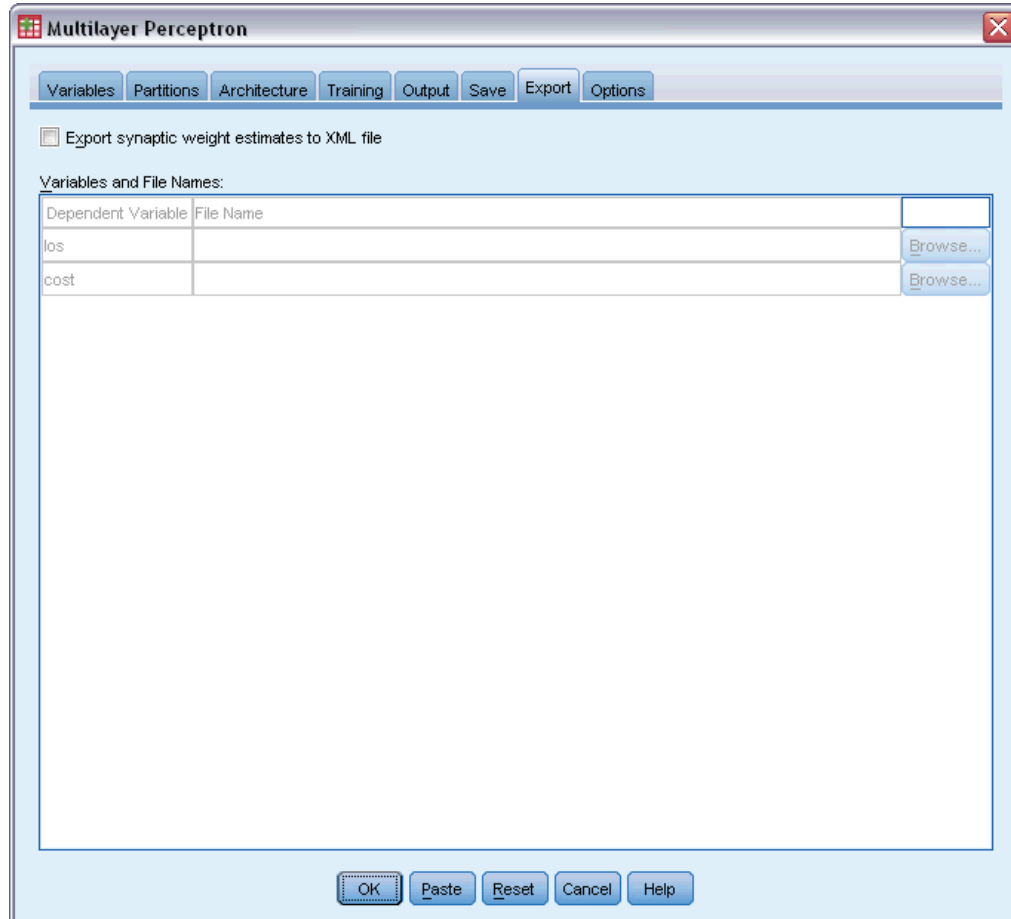 Multilayer Perceptron
Variables Partitions Architecture Training Output Save Export Options
Export synaptic weight estimates to XML file
Variables and File Names:
Dependent Variable File Name
los Browse...
cost Browse...
OK Paste Reset Cancel Help